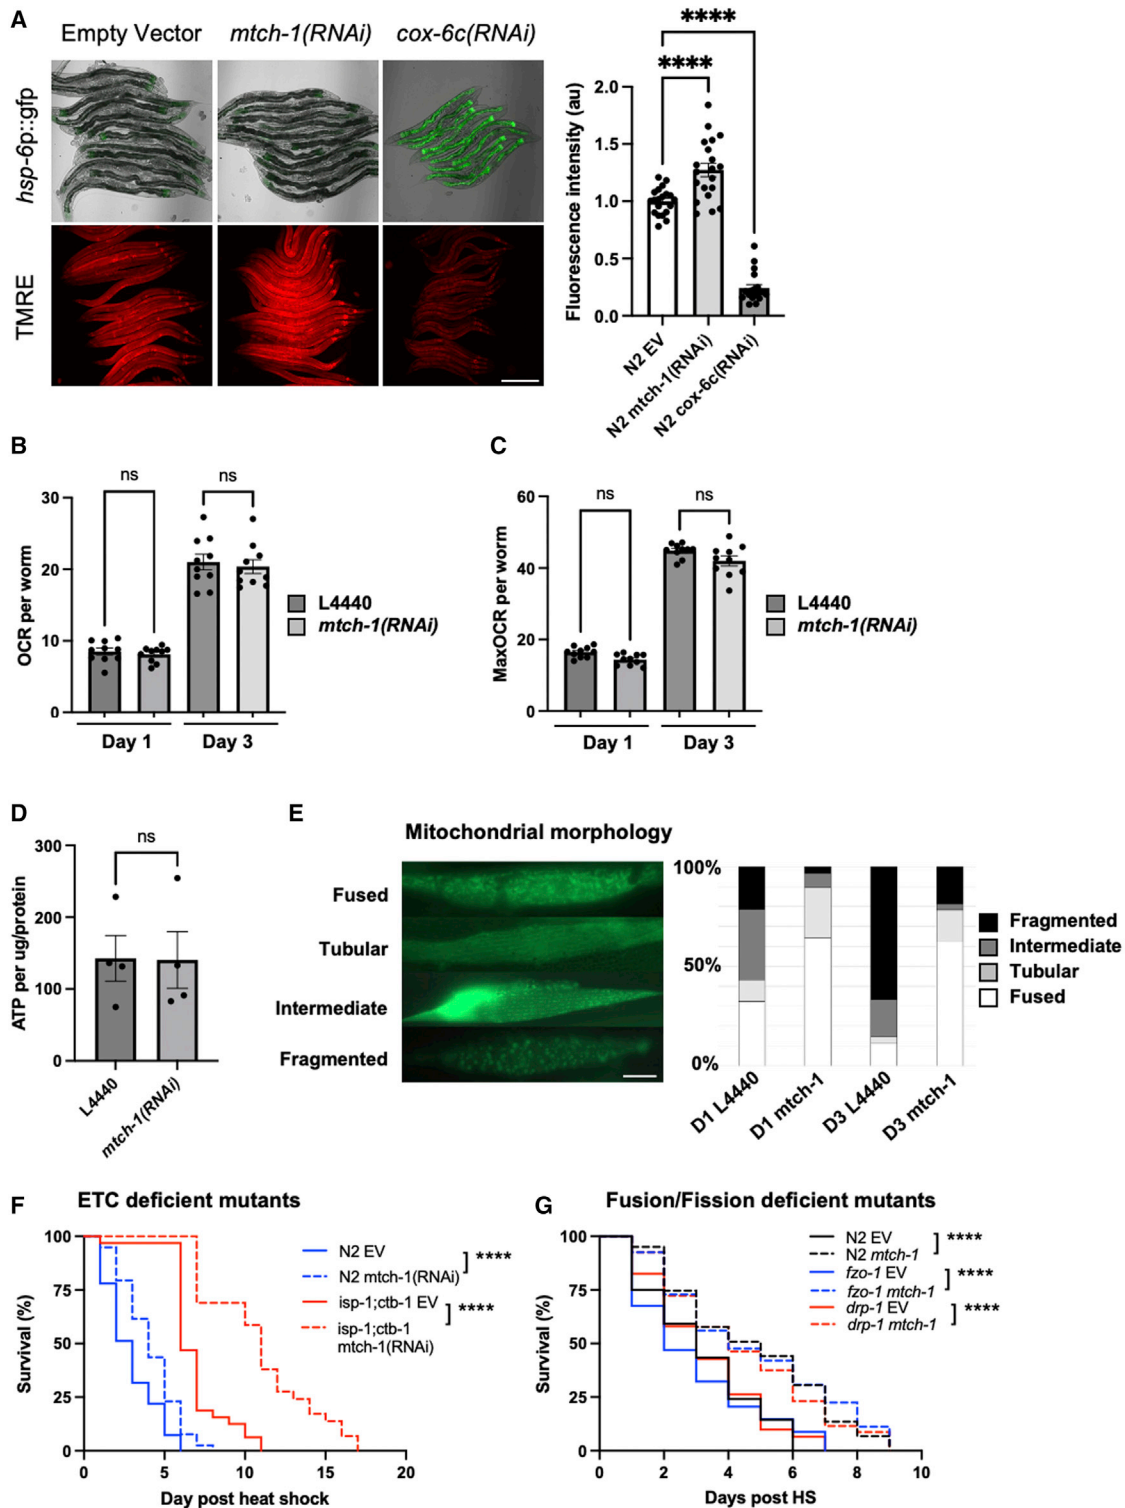 A
Empty Vector
mtch-1(RNAi)
cox-6c(RNAi)
hsp-6p::gfp
TMRE
****
****
Fluorescence intensity (au)
2.0
1.5
1.0
0.5
0.0
N2 EV
N2 mtch-1(RNAi)
N2 cox-6c(RNAi)
B
ns
ns
OCR per worm
30
20
10
0
Day 1
Day 3
L4440
mtch-1(RNAi)
C
ns
ns
MaxOCR per worm
60
40
20
0
Day 1
Day 3
L4440
mtch-1(RNAi)
D
ns
ATP per ug/protein
300
200
100
0
L4440
mtch-1(RNAi)
E
Mitochondrial morphology
Fused
Tubular
Intermediate
Fragmented
100%
50%
0%
D1 L4440
D1 mtch-1
D3 L4440
D3 mtch-1
Fragmented
Intermediate
Tubular
Fused
F
ETC deficient mutants
Survival (%)
100
75
50
25
0
0 5 10 15 20
Day post heat shock
N2 EV
N2 mtch-1(RNAi)
****
isp-1;ctb-1 EV
isp-1;ctb-1
mtch-1(RNAi)
****
G
Fusion/Fission deficient mutants
Survival (%)
100
75
50
25
0
0 2 4 6 8 10
Days post HS
N2 EV
N2 mtch-1
****
fzo-1 EV
fzo-1 mtch-1
****
drp-1 EV
drp-1 mtch-1
****